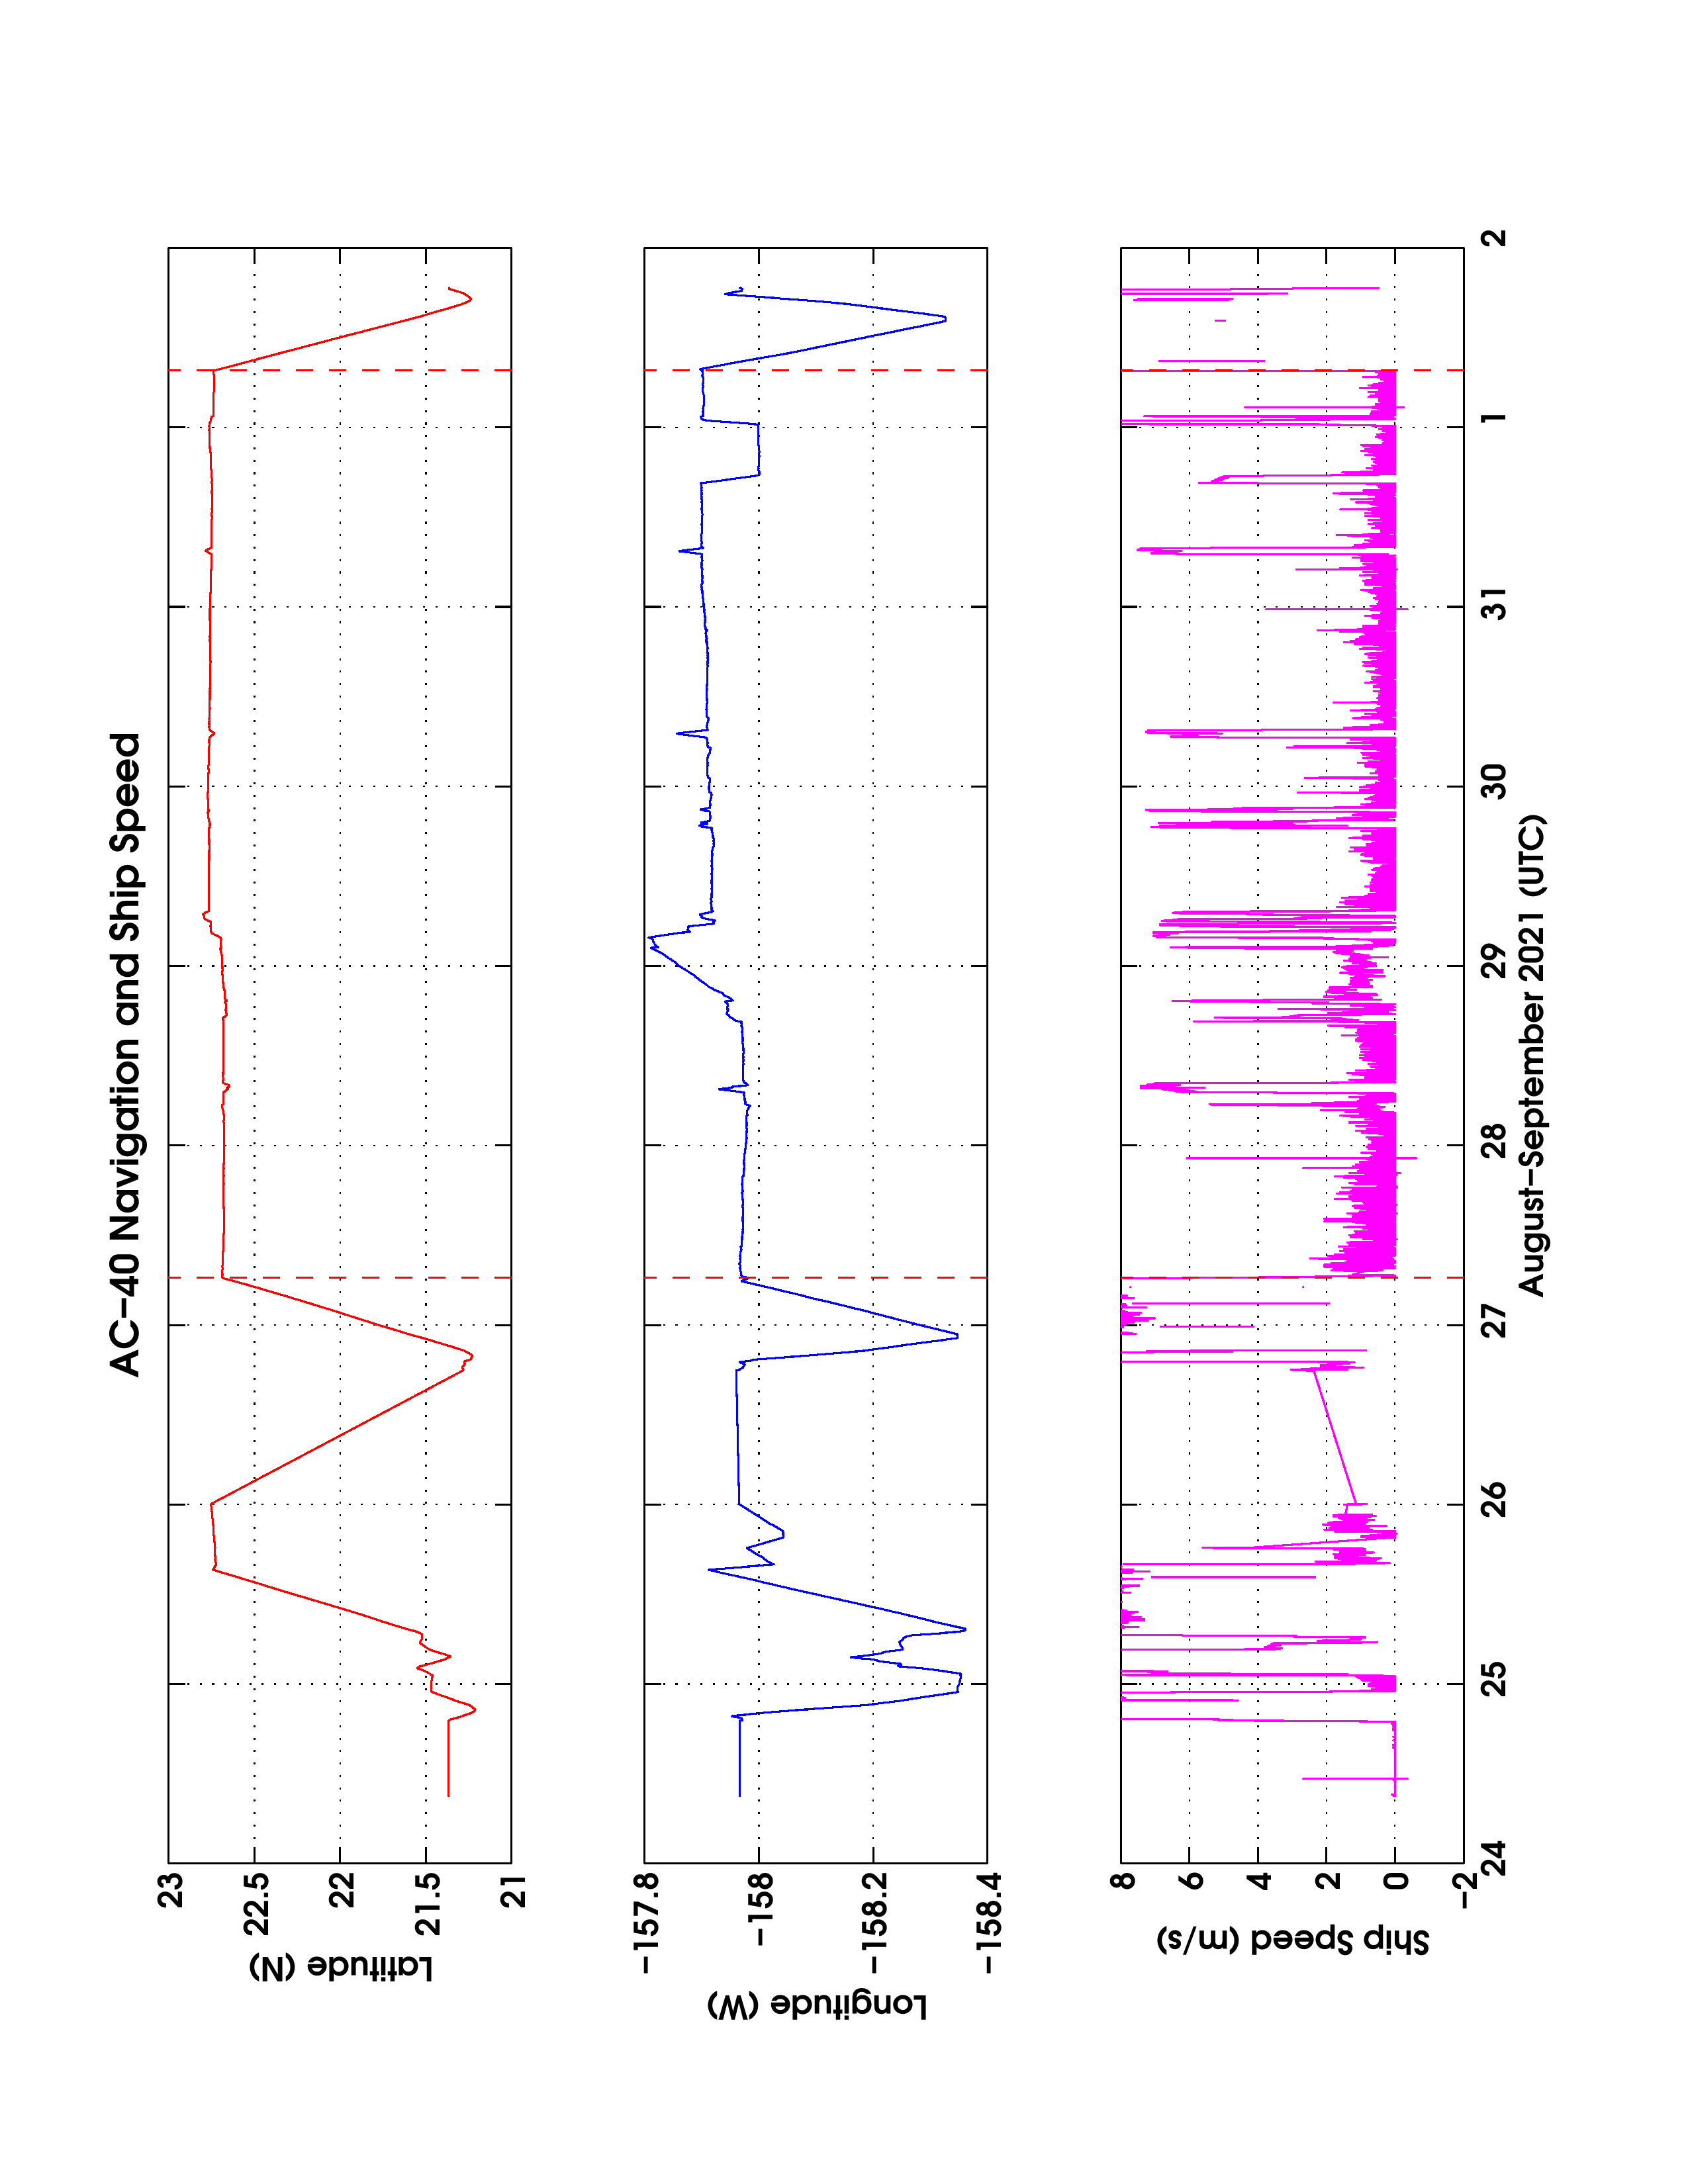 AC-40 Navigation and Ship Speed
23
22.5
22
21.5
21
Latitude (N)
-157.8
-158
-158.2
-158.4
Longitude (W)
8
6
4
2
0
-2
Ship Speed (m/s)
24 25 26 27 28 29 30 31 1 2
August-September 2021 (UTC)